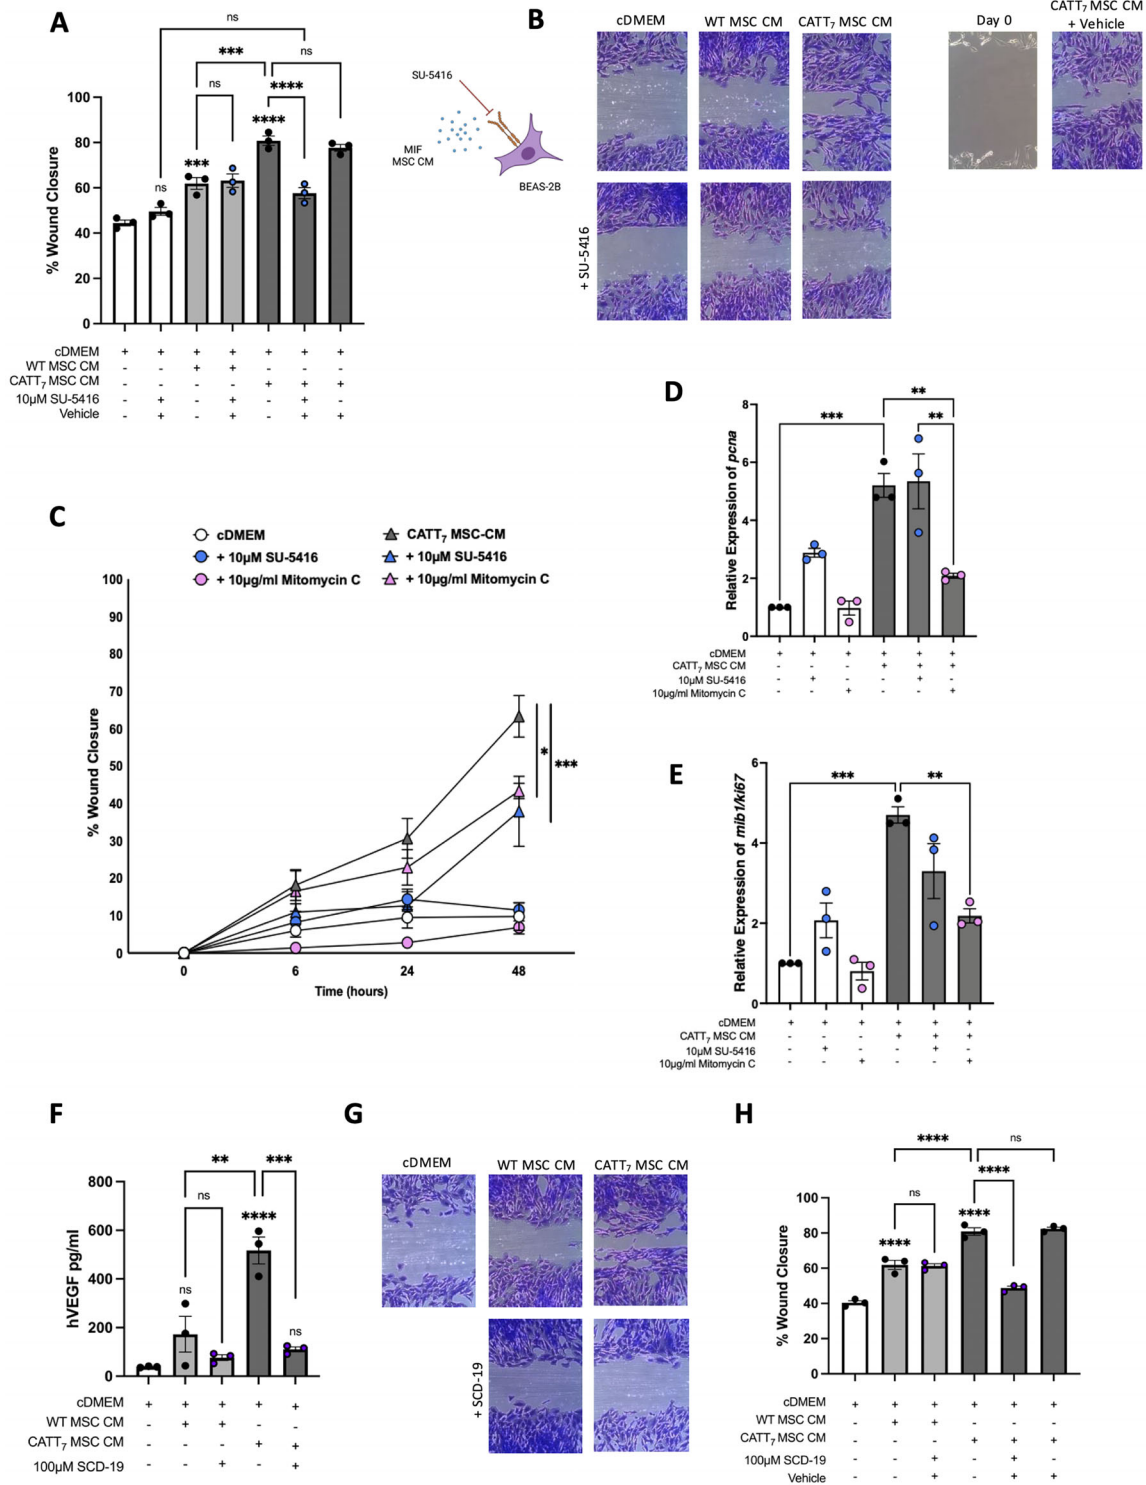 A
ns
***
ns
ns
****
****
***
ns
% Wound Closure
100
80
60
40
20
0
cDMEM + + + + + + +
WT MSC CM - - + + - - -
CATT7 MSC CM - - - - + + +
10µM SU-5416 - + - + - + -
Vehicle - + - + - + +
SU-5416
MIF
MSC CM
BEAS-2B
B
cDMEM
WT MSC CM
CATT7 MSC CM
Day 0
CATT7 MSC CM
+ Vehicle
+ SU-5416
C
cDMEM
+ 10µM SU-5416
+ 10µg/ml Mitomycin C
CATT7 MSC-CM
+ 10µM SU-5416
+ 10µg/ml Mitomycin C
% Wound Closure
100
90
80
70
60
50
40
30
20
10
0
*
***
0 6 24 48
Time (hours)
D
**
***
**
Relative Expression of pcna
8
6
4
2
0
cDMEM + + + + + +
CATT7 MSC CM - - - + + +
10µM SU-5416 - + - - + -
10µg/ml Mitomycin C - - + - - +
E
***
**
Relative Expression of mib1/ki67
6
4
2
0
cDMEM + + + + + +
CATT7 MSC CM - - - + + +
10µM SU-5416 - + - - + -
10µg/ml Mitomycin C - - + - - +
F
**
***
ns
****
ns
ns
hVEGF pg/ml
800
600
400
200
0
cDMEM + + + + +
WT MSC CM - + + - -
CATT7 MSC CM - - - + +
100µM SCD-19 - - + - +
G
cDMEM
WT MSC CM
CATT7 MSC CM
+ SCD-19
H
****
ns
****
ns
****
****
% Wound Closure
100
80
60
40
20
0
cDMEM + + + + + +
WT MSC CM - + + - - -
CATT7 MSC CM - - - + + +
100µM SCD-19 - - + - + -
Vehicle - - + - + +